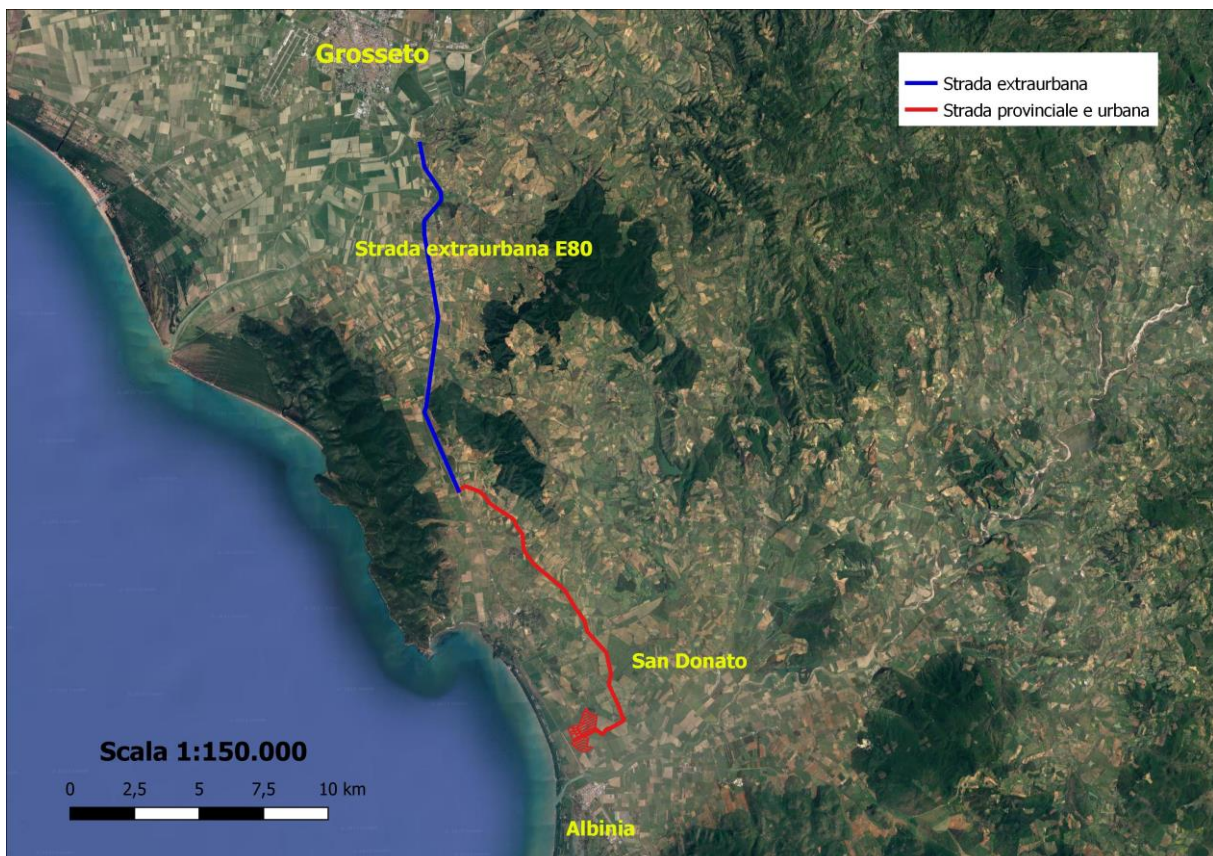 Grosseto
Strada extraurbana
Strada provinciale e urbana
Strada extraurbana E80
San Donato
Scala 1:150.000
0 2,5 5 7,5 10 km
Albinia